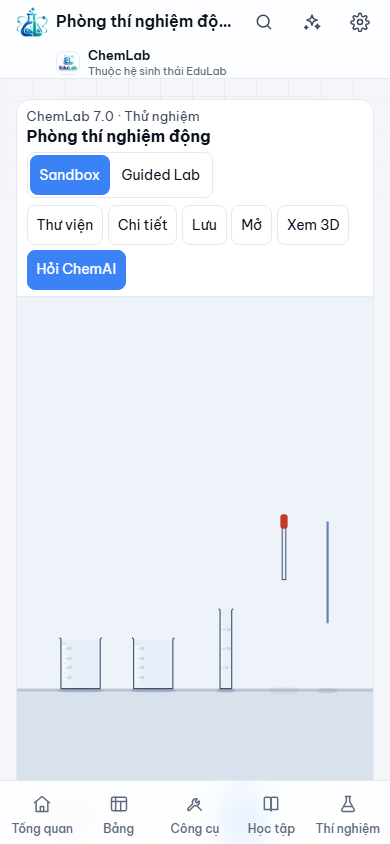 Phòng thí nghiệm độ...
ChemLab
Thuộc hệ sinh thái EduLab
ChemLab 7.0 · Thử nghiệm
Phòng thí nghiệm động
Sandbox
Guided Lab
Thư viện
Chi tiết
Lưu
Mở
Xem 3D
Hỏi ChemAI
Tổng quan
Bảng
Công cụ
Học tập
Thí nghiệm